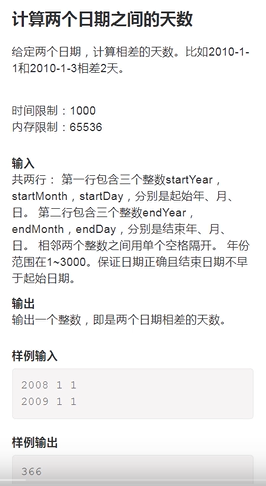 计算两个日期之间的天数
给定两个日期，计算相差的天数。比如2010-1-
1和2010-1-3相差2天。
时间限制：1000
内存限制：65536
输入
共两行： 第一行包含三个整数startYear，
startMonth，startDay，分别是起始年、月、
日。 第二行包含三个整数endYear，
endMonth，endDay，分别是结束年、月、
日。 相邻两个整数之间用单个空格隔开。 年份
范围在1~3000。保证日期正确且结束日期不早
于起始日期。
输出
输出一个整数，即是两个日期相差的天数。
样例输入
2008 1 1
2009 1 1
样例输出
366